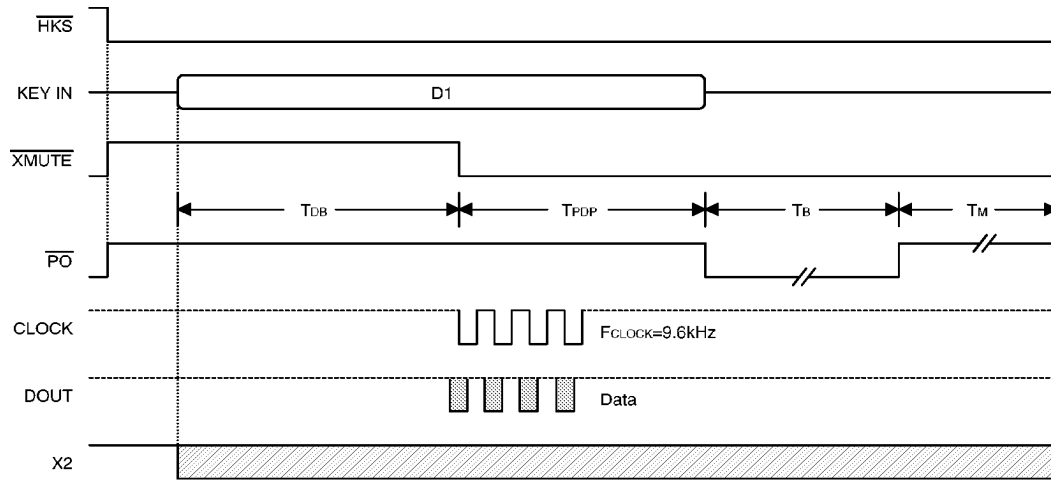 HKS
KEY IN
D1
XMUTE
TDB
TPDP
TB
TM
PO
CLOCK
FCLOCK=9.6kHz
DOUT
Data
X2